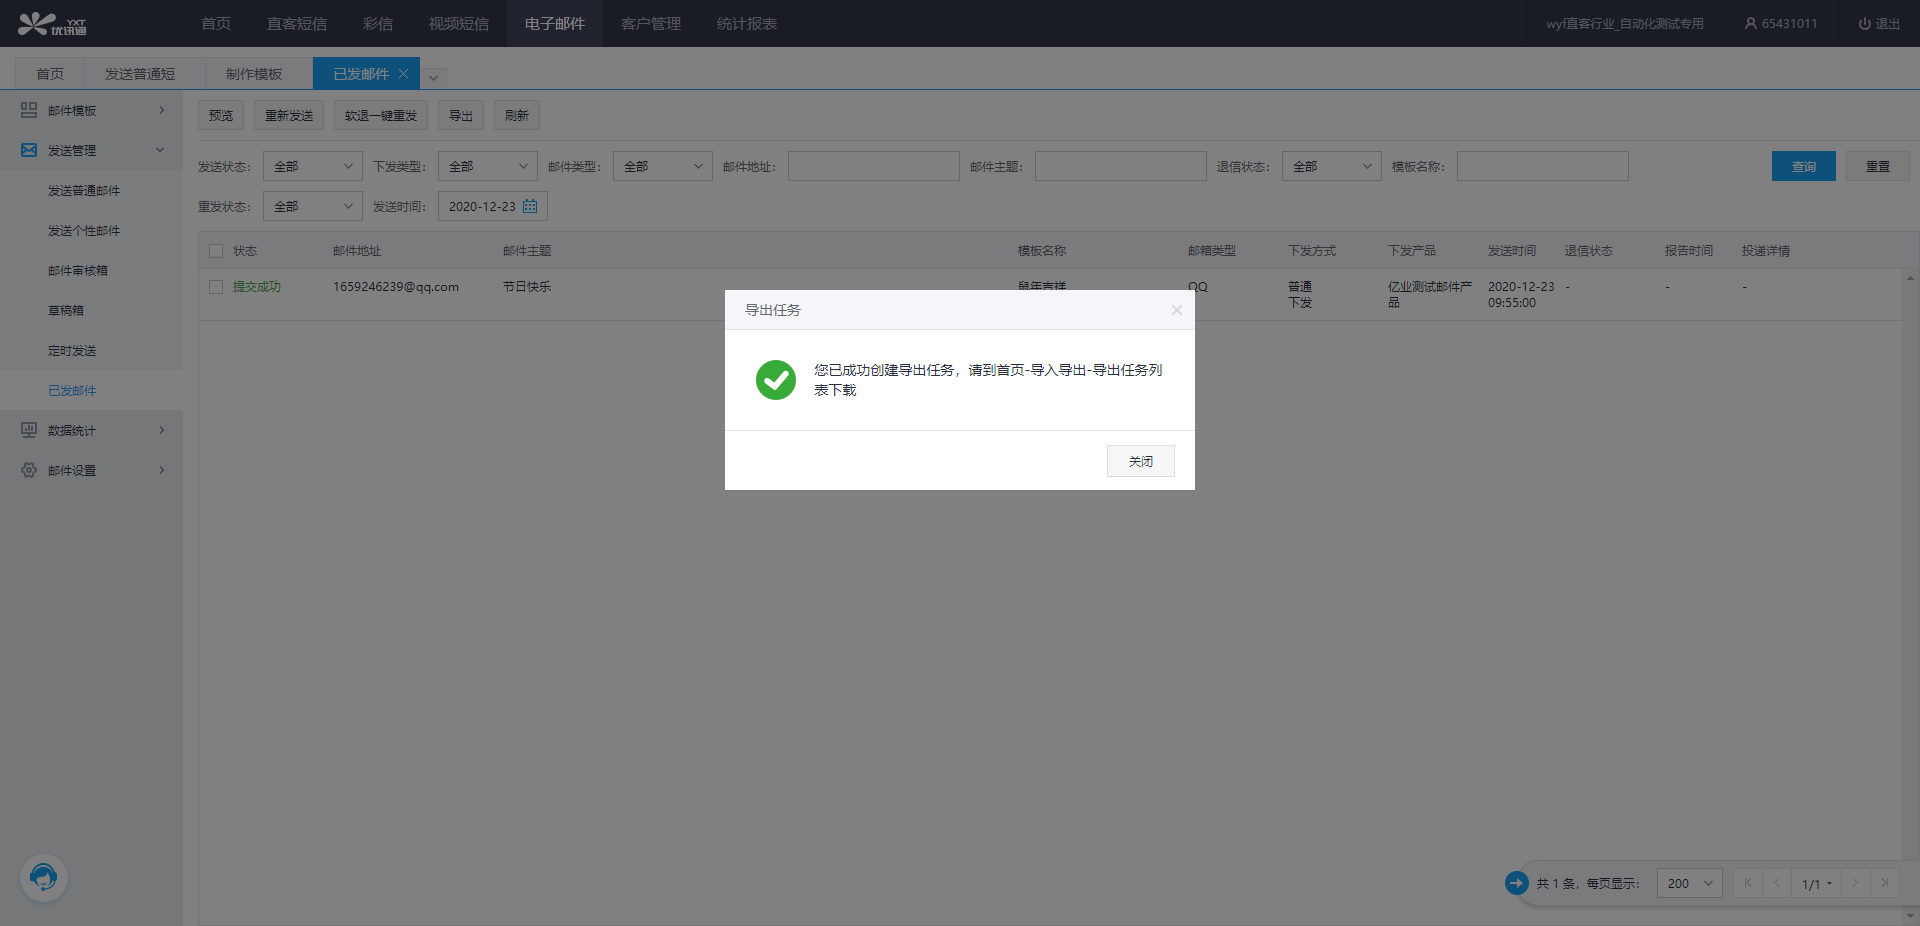 YXT
优讯通
首页 直客短信 彩信 视频短信 电子邮件 客户管理 统计报表 wyf直客行业_自动化测试专用 65431011 退出
首页 发送普通短 制作模板 已发邮件
邮件模板
发送管理
发送普通邮件
发送个性邮件
邮件审核箱
草稿箱
定时发送
已发邮件
数据统计
邮件设置
预览 重新发送 软退一键重发 导出 刷新
发送状态： 全部 下发类型： 全部 邮件类型： 全部 邮件地址： 邮件主题： 退信状态： 全部 模板名称： 查询 重置
重发状态： 全部 发送时间： 2020-12-23
状态 邮件地址 邮件主题 模板名称 邮箱类型 下发方式 下发产品 发送时间 退信状态 报告时间 投递详情
提交成功 1659246239@qq.com 节日快乐 鼠年吉祥 QQ 普通 亿业测试邮件产 2020-12-23 - - -
下发 品 09:55:00
导出任务
您已成功创建导出任务，请到首页-导入导出-导出任务列
表下载
关闭
共 1 条，每页显示： 200 1/1